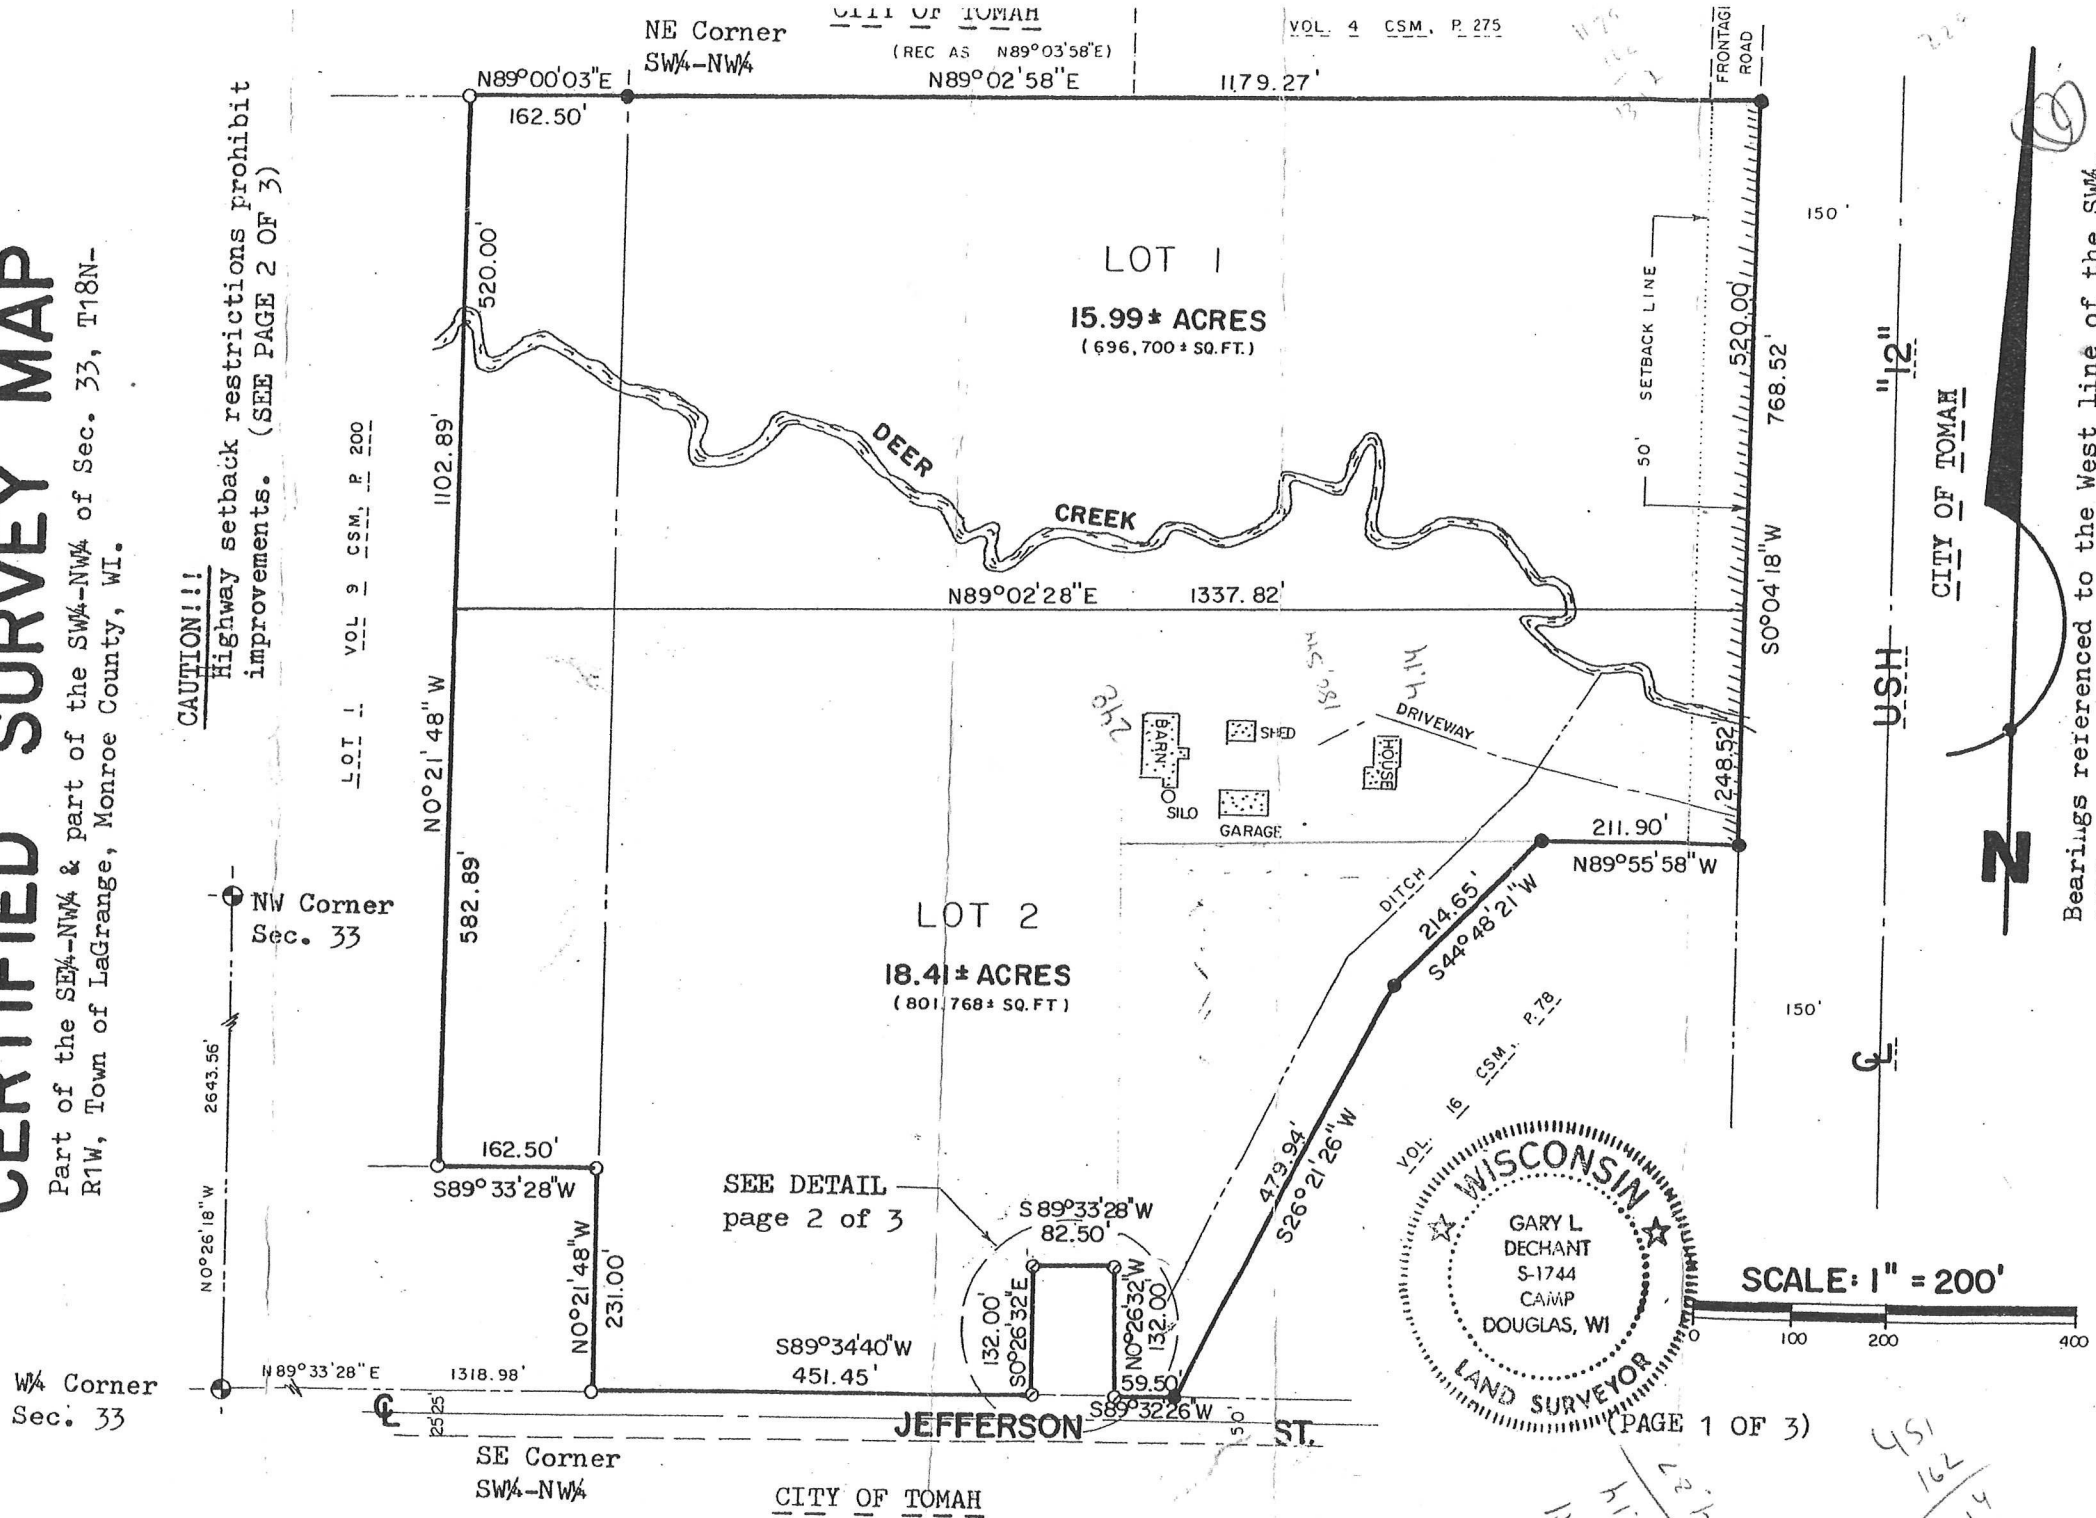 CERTIFIED SURVEY MAP
Part of the SE¼-NW¼ & part of the SW¼-NW¼ of Sec. 33, T18N-
R1W, Town of LaGrange, Monroe County, WI.
CAUTION!!!
Highway setback restrictions prohibit
improvements. (SEE PAGE 2 OF 3)
CITY OF TOMAH
NE Corner
SW¼-NW¼
(REC AS N89°03'58"E)
VOL. 4 CSM, P. 275
FRONTAGE
ROAD
N89°00'03"E
162.50'
N89°02'58"E
1179.27'
520.00'
1102.89'
N0°21'48"W
582.89'
LOT 1 VOL 9 CSM, P. 200
LOT 1
15.99± ACRES
(696,700± SQ.FT.)
DEER
CREEK
SETBACK LINE
50'
520.00'
768.52'
S0°04'18"W
248.52'
150'
USH "12"
CITY OF TOMAH
N
Bearings referenced to the West line of the SW¼
N89°02'28"E
1337.82'
248
4.14
BARN
SHED
SILO
GARAGE
HOUSE
DRIVEWAY
DITCH
211.90'
N89°55'58"W
214.65'
S44°48'21"W
479.94'
S26°21'26"W
VOL. 16 CSM, P. 78
150'
CL
NW Corner
Sec. 33
2643.56'
N0°26'18"W
LOT 2
18.41± ACRES
(801,768± SQ.FT)
162.50'
S89°33'28"W
N0°21'48"W
231.00'
SEE DETAIL
page 2 of 3
S89°33'28"W
82.50'
132.00'
S0°26'32"E
N0°26'32"W
132.00'
59.50'
S89°32'26"W
S89°34'40"W
451.45'
W¼ Corner
Sec. 33
N89°33'28"E
1318.98'
CL
25'25'
JEFFERSON ST.
50'
SE Corner
SW¼-NW¼
CITY OF TOMAH
WISCONSIN
GARY L.
DECHANT
S-1744
CAMP
DOUGLAS, WI
LAND SURVEYOR
SCALE: 1" = 200'
0 100 200 400
(PAGE 1 OF 3)
451
162